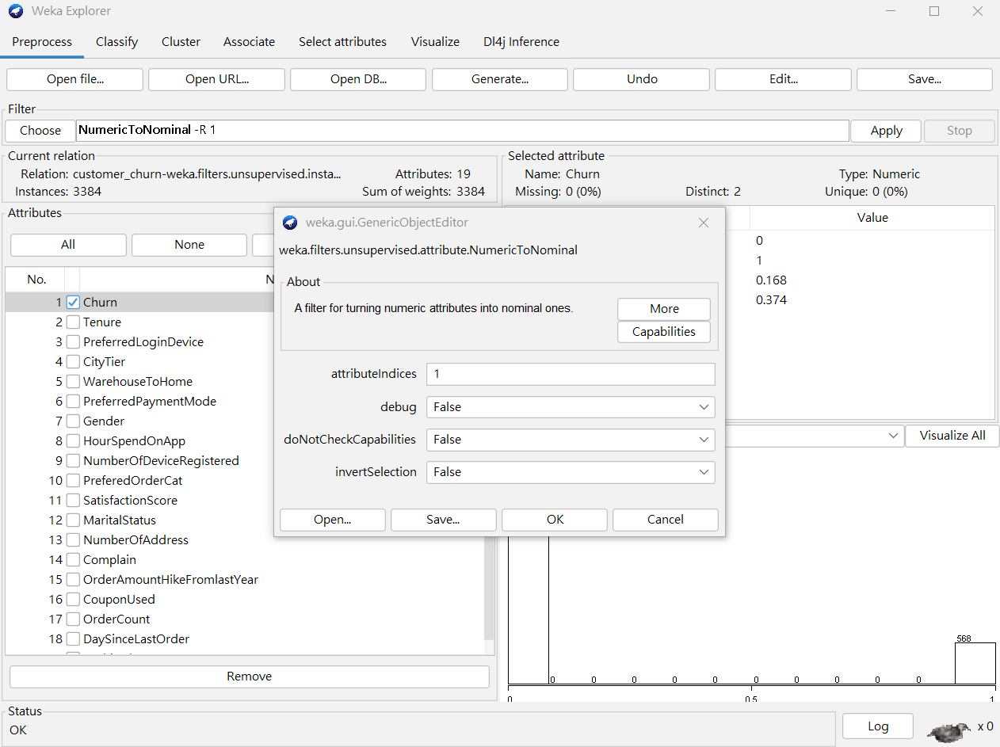 Weka Explorer
Preprocess Classify Cluster Associate Select attributes Visualize Dl4j Inference
Open file... Open URL... Open DB... Generate... Undo Edit... Save...
Filter
Choose NumericToNominal -R 1 Apply Stop
Current relation
Relation: customer_churn-weka.filters.unsupervised.insta... Attributes: 19
Instances: 3384 Sum of weights: 3384
Selected attribute
Name: Churn Type: Numeric
Missing: 0 (0%) Distinct: 2 Unique: 0 (0%)
Value
0
1
0.168
0.374
Attributes
All None
No. N
1 Churn
2 Tenure
3 PreferredLoginDevice
4 CityTier
5 WarehouseToHome
6 PreferredPaymentMode
7 Gender
8 HourSpendOnApp
9 NumberOfDeviceRegistered
10 PreferedOrderCat
11 SatisfactionScore
12 MaritalStatus
13 NumberOfAddress
14 Complain
15 OrderAmountHikeFromlastYear
16 CouponUsed
17 OrderCount
18 DaySinceLastOrder
Remove
weka.gui.GenericObjectEditor
weka.filters.unsupervised.attribute.NumericToNominal
About
A filter for turning numeric attributes into nominal ones.
More
Capabilities
attributeIndices 1
debug False
doNotCheckCapabilities False
invertSelection False
Open... Save... OK Cancel
Visualize All
568
0 0 0 0 0 0 0 0 0 0
0 0.5 1
Status
OK
Log x 0